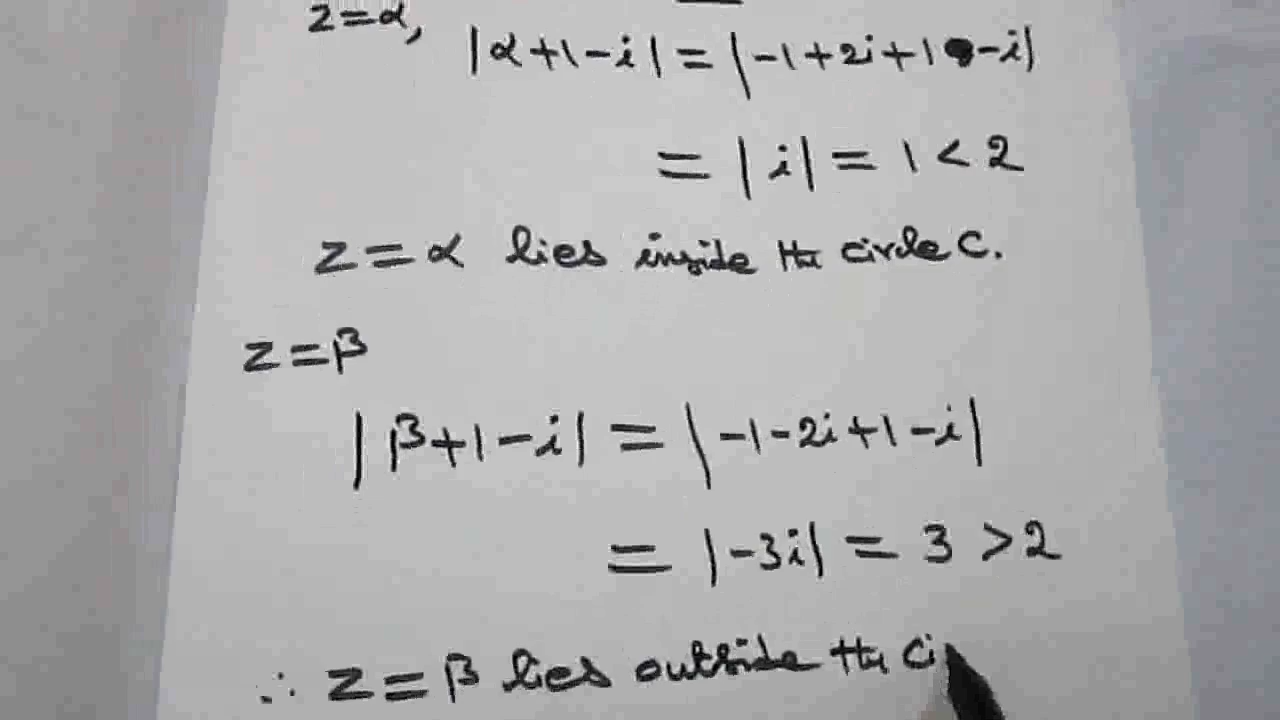 z=α,
|α+1-i| = |-1+2i+1-i|
= |i| = 1 < 2
z=α lies inside the circle C.
z=β
|β+1-i| = |-1-2i+1-i|
= |-3i| = 3 > 2
∴ z=β lies outside the Ci